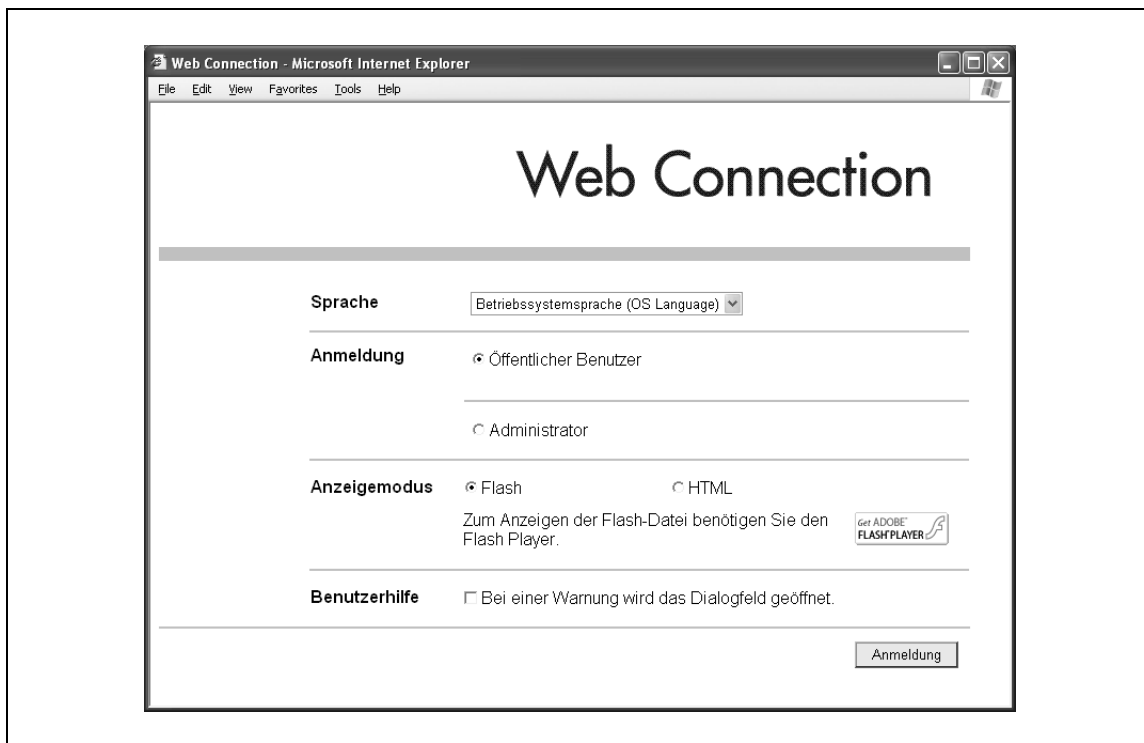 Web Connection - Microsoft Internet Explorer
File Edit View Favorites Tools Help
Web Connection
Sprache
Betriebssystemsprache (OS Language)
Anmeldung
Öffentlicher Benutzer
Administrator
Anzeigemodus
Flash
HTML
Zum Anzeigen der Flash-Datei benötigen Sie den
Flash Player.
Get ADOBE®
FLASH® PLAYER
Benutzerhilfe
Bei einer Warnung wird das Dialogfeld geöffnet.
Anmeldung